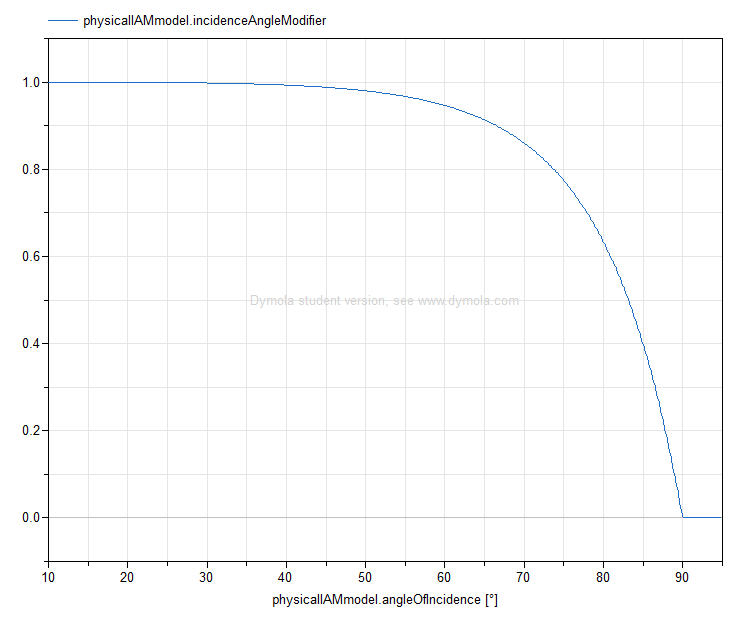 physicalIAMmodel.incidenceAngleModifier
1.0
0.8
0.6
Dymola student version, see www.dymola.com
0.4
0.2
0.0
10 20 30 40 50 60 70 80 90
physicalIAMmodel.angleOfIncidence [°]